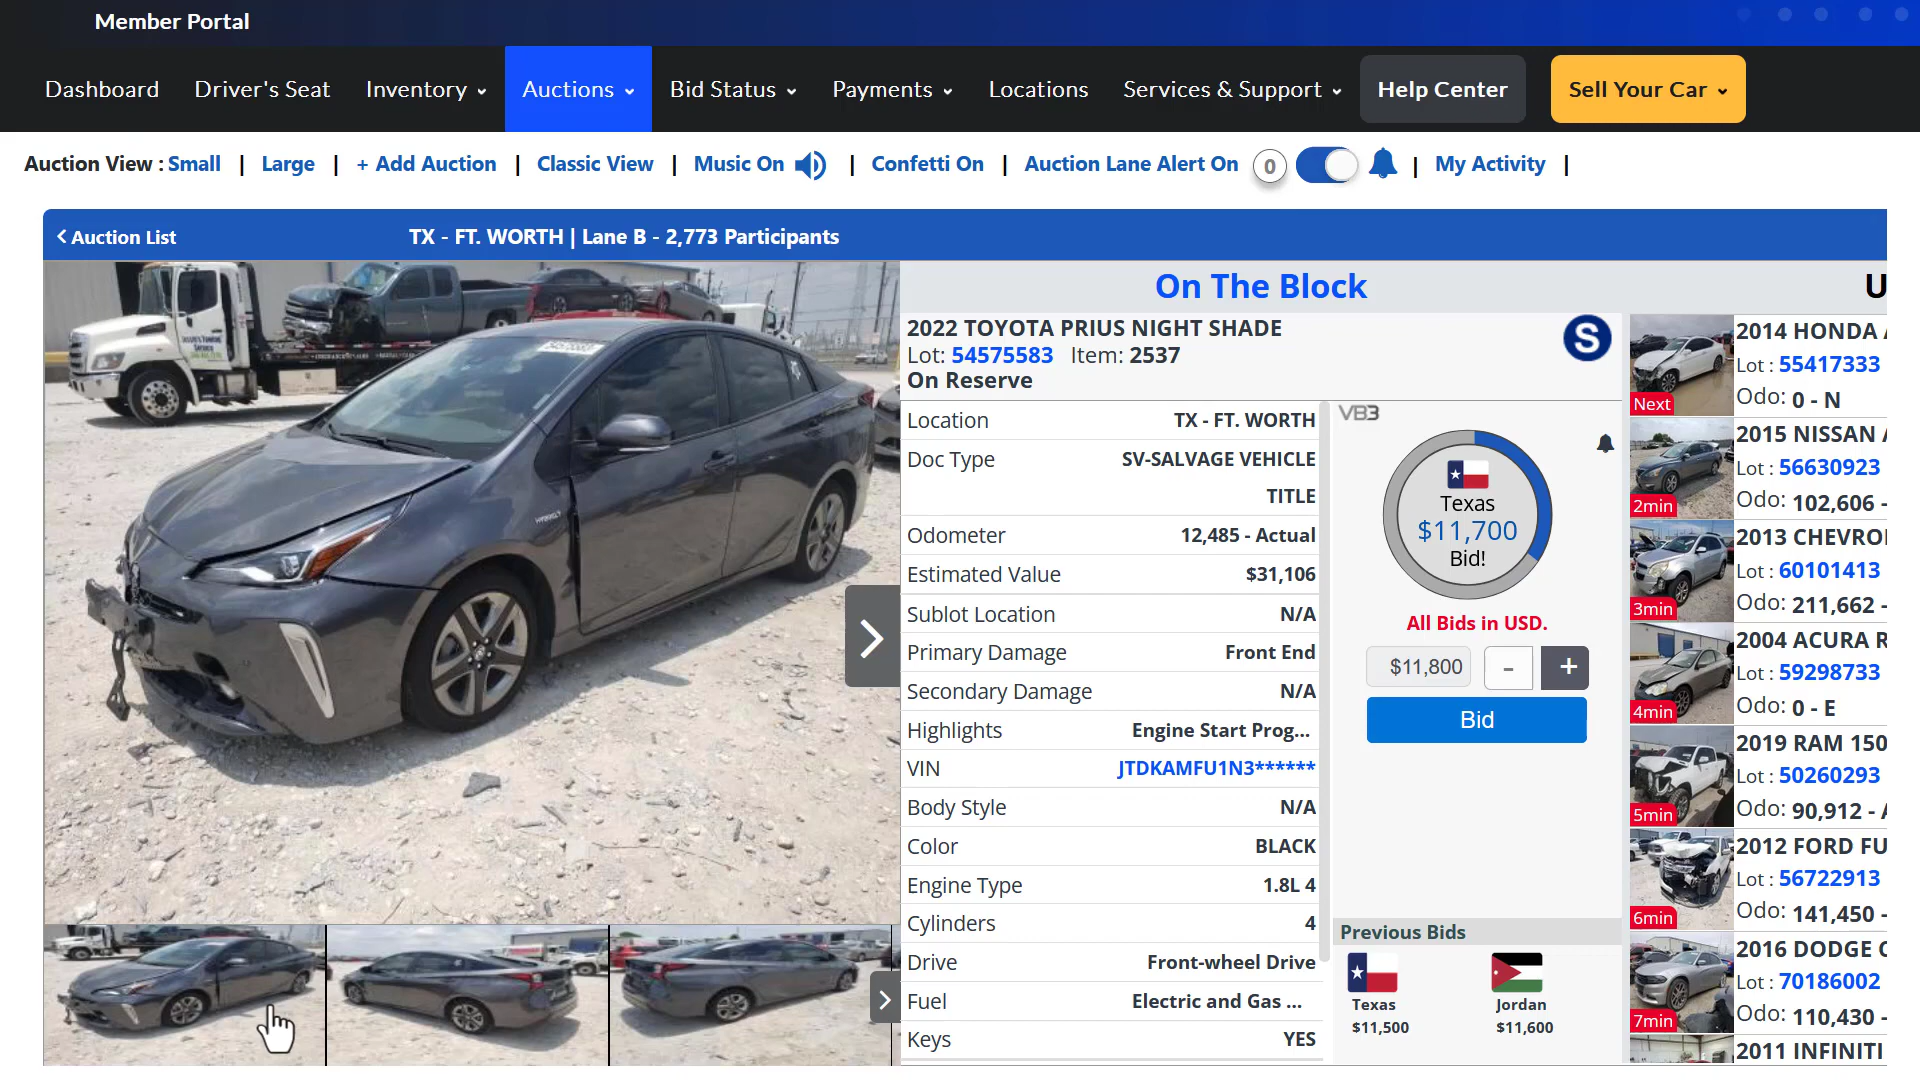 Member Portal
Dashboard
Driver's Seat
Inventory
Auctions
Bid Status
Payments
Locations
Services & Support
Help Center
Sell Your Car
Auction View : Small | Large | + Add Auction | Classic View | Music On | Confetti On | Auction Lane Alert On 0 | My Activity |
Auction List
TX - FT. WORTH | Lane B - 2,773 Participants
54575583
HYBRID
On The Block
2022 TOYOTA PRIUS NIGHT SHADE
Lot: 54575583 Item: 2537
On Reserve
S
Location TX - FT. WORTH
Doc Type SV-SALVAGE VEHICLE
TITLE
Odometer 12,485 - Actual
Estimated Value $31,106
Sublot Location N/A
Primary Damage Front End
Secondary Damage N/A
Highlights Engine Start Prog...
VIN JTDKAMFU1N3******
Body Style N/A
Color BLACK
Engine Type 1.8L 4
Cylinders 4
Drive Front-wheel Drive
Fuel Electric and Gas ...
Keys YES
VB3
Texas
$11,700
Bid!
All Bids in USD.
$11,800 - +
Bid
Previous Bids
Texas
$11,500
Jordan
$11,600
U
2014 HONDA
Lot : 55417333
Odo: 0 - N
Next
2015 NISSAN
Lot : 56630923
Odo: 102,606 -
2min
2013 CHEVRO
Lot : 60101413
Odo: 211,662 -
3min
2004 ACURA R
Lot : 59298733
Odo: 0 - E
4min
2019 RAM 150
Lot : 50260293
Odo: 90,912 - A
5min
2012 FORD FU
Lot : 56722913
Odo: 141,450 -
6min
2016 DODGE C
Lot : 70186002
Odo: 110,430 -
7min
2011 INFINITI